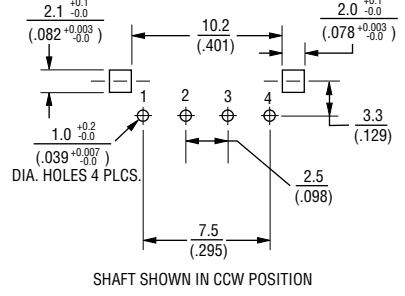 2.1 +0.1 -0.0
(.082 +0.003 -0.0 )
10.2
(.401)
2.0 +0.1 -0.0
(.078 +0.003 -0.0 )
1 2 3 4
1.0 +0.2 -0.0
(.039 +0.007 -0.0 )
DIA. HOLES 4 PLCS.
3.3
(.129)
2.5
(.098)
7.5
(.295)
SHAFT SHOWN IN CCW POSITION